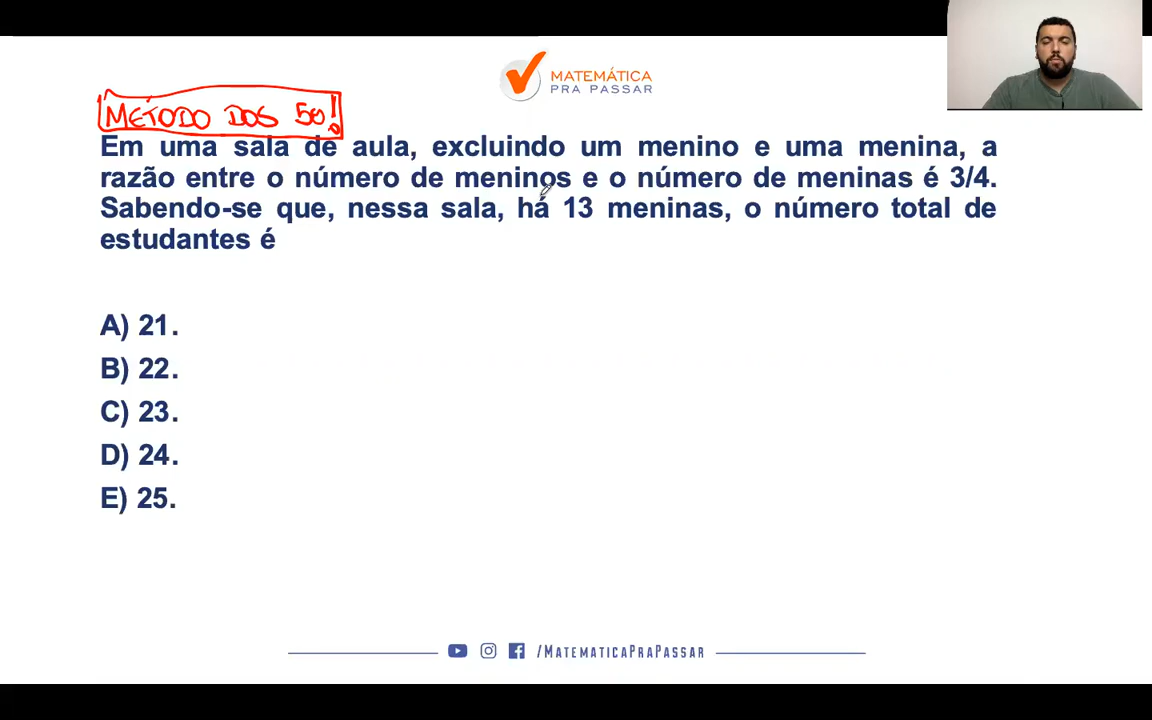 MATEMÁTICA
PRA PASSAR
MÉTODO DOS 50!
Em uma sala de aula, excluindo um menino e uma menina, a
razão entre o número de meninos e o número de meninas é 3/4.
Sabendo-se que, nessa sala, há 13 meninas, o número total de
estudantes é
A) 21.
B) 22.
C) 23.
D) 24.
E) 25.
/MATEMATICAPRAPASSAR